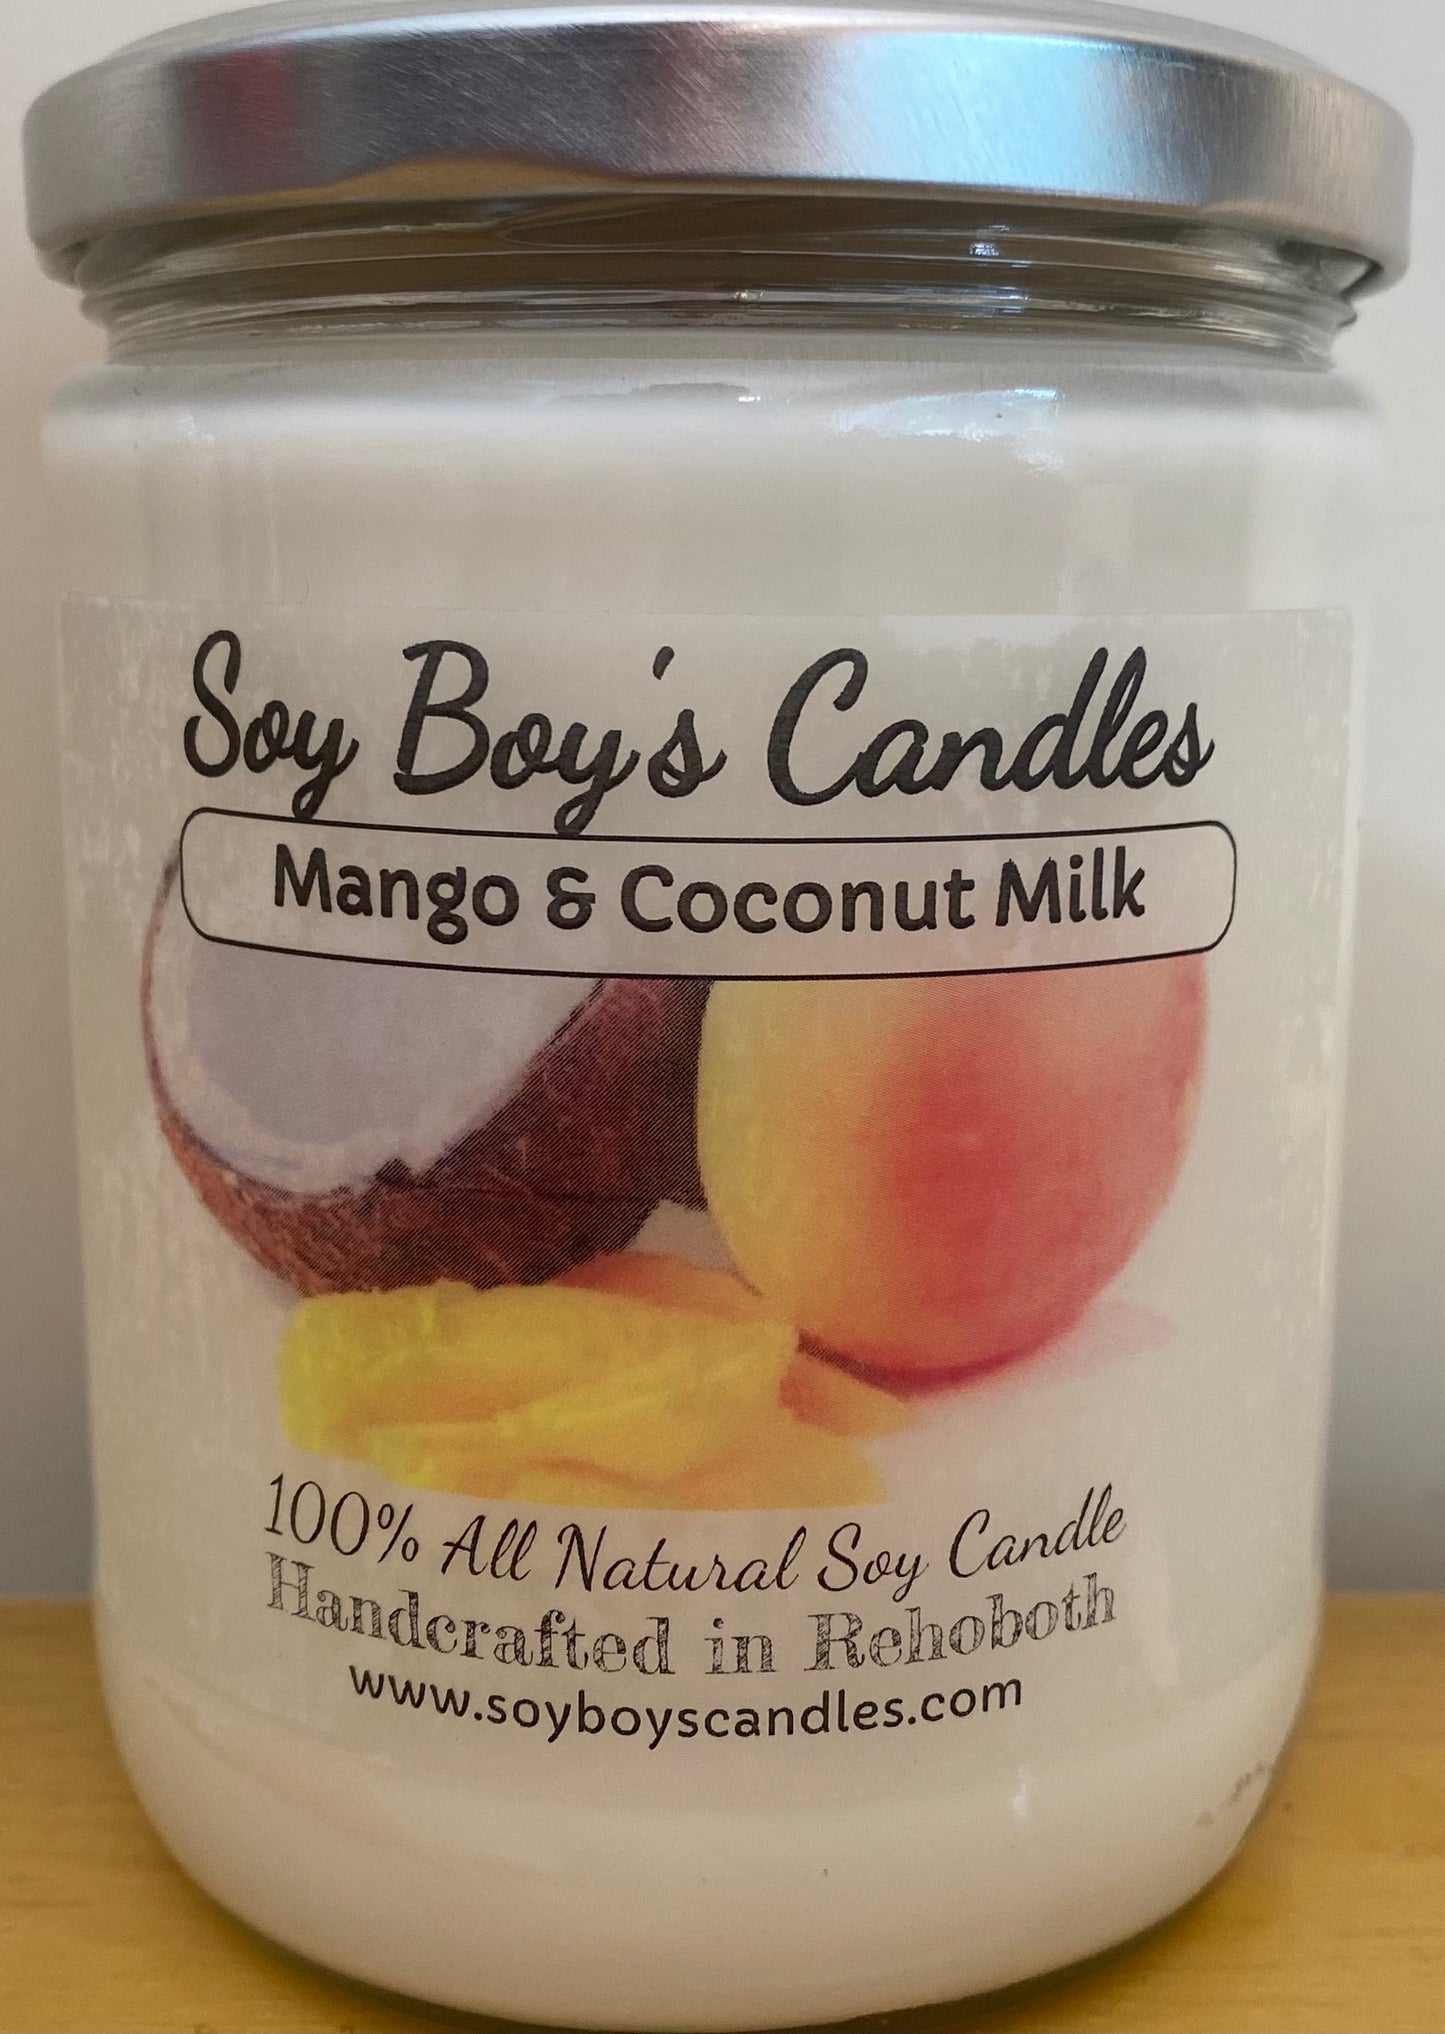 Soy Boy's Candles
Mango & Coconut Milk
100% All Natural Soy Candle
Handcrafted in Rehoboth
www.soyboyscandles.com